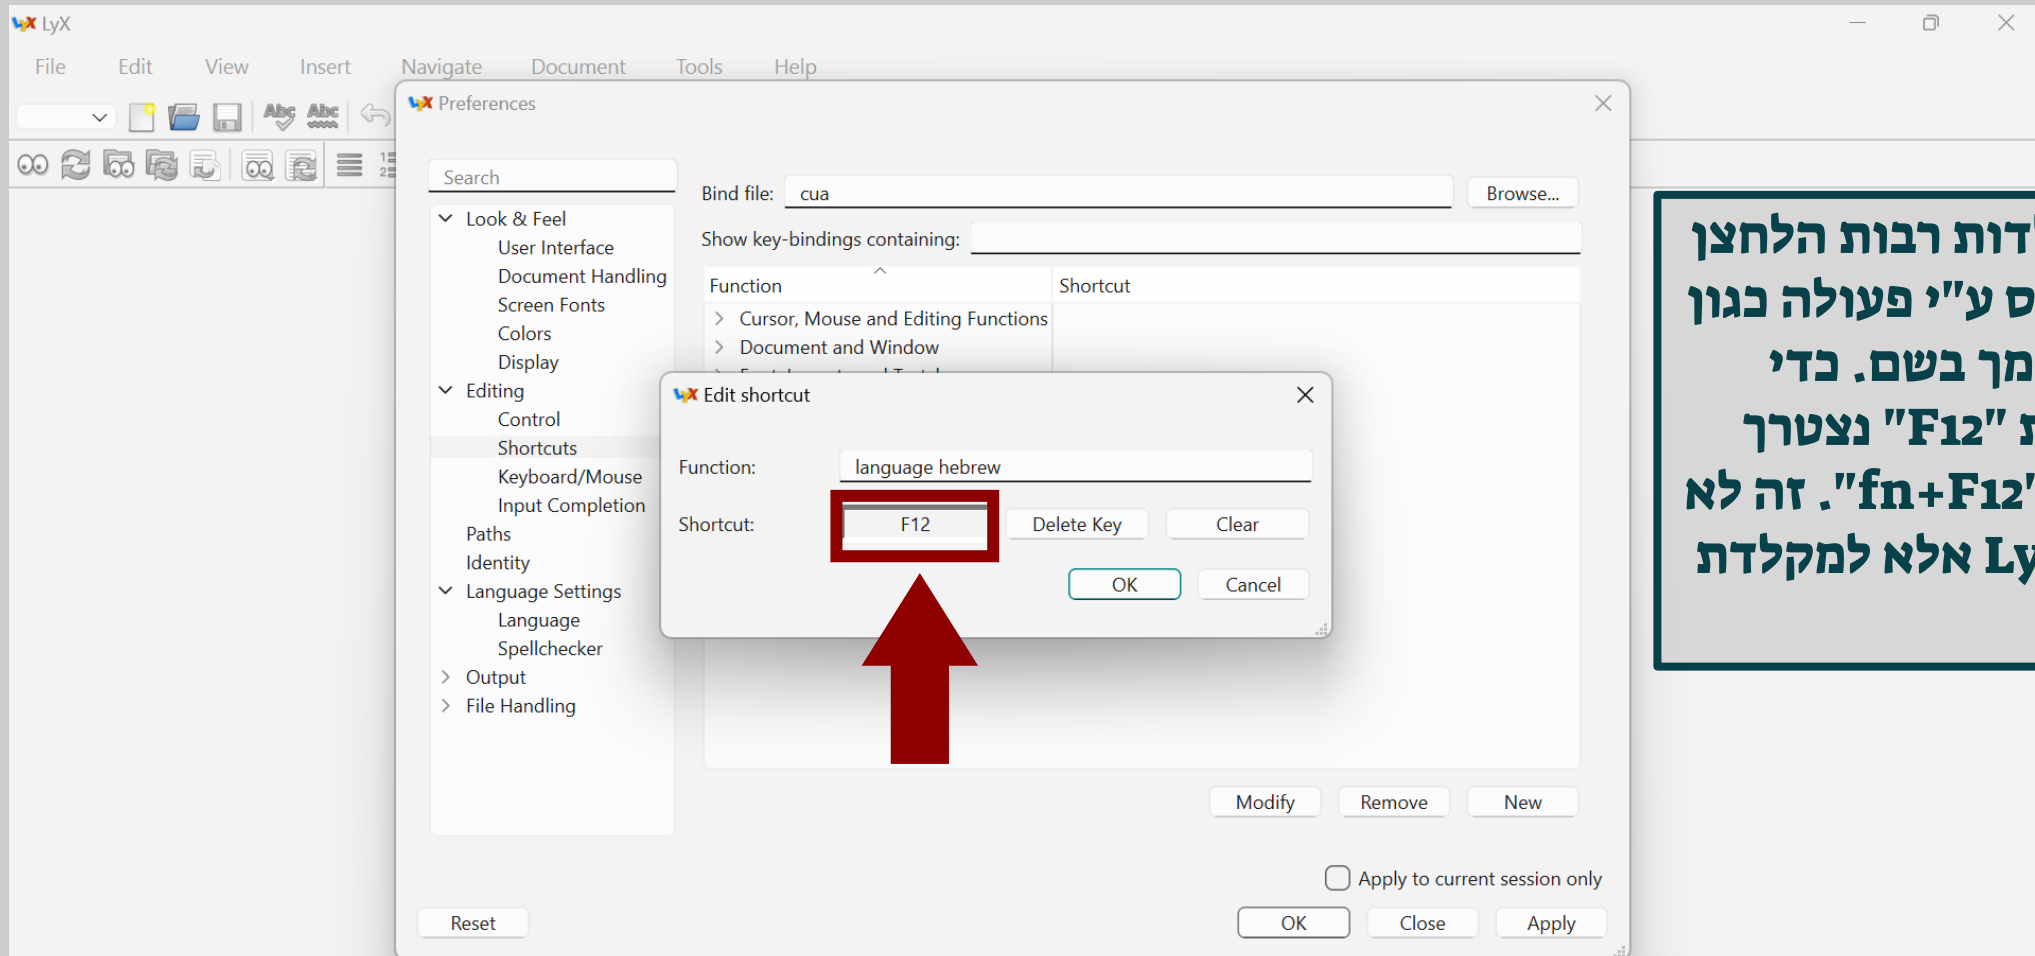 LyX
File Edit View Insert Navigate Document Tools Help
Abc Abc
Preferences
Search
Bind file: cua Browse...
Show key-bindings containing:
Function Shortcut
Look & Feel
User Interface
Document Handling
Screen Fonts
Colors
Display
Editing
Control
Shortcuts
Keyboard/Mouse
Input Completion
Paths
Identity
Language Settings
Language
Spellchecker
Output
File Handling
Cursor, Mouse and Editing Functions
Document and Window
Edit shortcut
Function: language hebrew
Shortcut: F12 Delete Key Clear
OK Cancel
Modify Remove New
Apply to current session only
Reset OK Close Apply
רבות הלחצן
ע"י פעולה כגון
בשם. כדי
"F12" נצטרך
"fn+F12". זה לא
אלא למקלדת